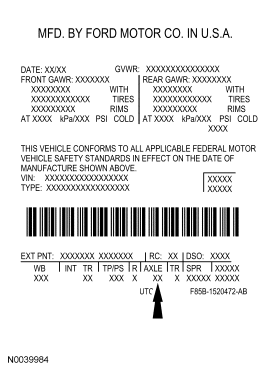 MFD. BY FORD MOTOR CO. IN U.S.A.
DATE: XX/XX GVWR: XXXXXXXXXXXXXXX
FRONT GAWR: XXXXXXX REAR GAWR: XXXXXXXXXX
XXXXXXXX WITH XXXXXXXX WITH
XXXXXXXXXXXX TIRES XXXXXXXXXXXX TIRES
XXXXXXXXX RIMS XXXXXXXXX RIMS
AT XXXX kPa/XXX PSI COLD AT XXXX kPa/XXX PSI COLD
XXXX
THIS VEHICLE CONFORMS TO ALL APPLICABLE FEDERAL MOTOR
VEHICLE SAFETY STANDARDS IN EFFECT ON THE DATE OF
MANUFACTURE SHOWN ABOVE.
VIN: XXXXXXXXXXXXXXXXX XXXXX
TYPE: XXXXXXXXXXXXXXXXX XXXXX
EXT PNT: XXXXXXX XXXXXXX RC: XX DSO: XXXX
WB INT TR TP/PS R AXLE TR SPR XXXXX
XXX XX XXX X XX X XXXXX XXXXX
UTC F85B-1520472-AB
N0039984